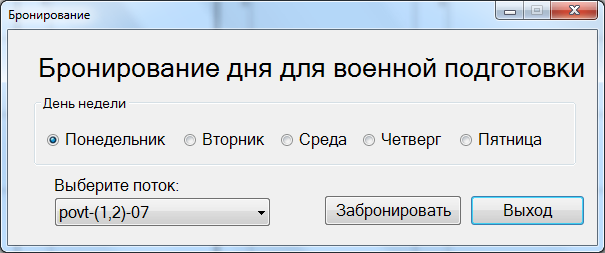 Бронирование
Бронирование дня для военной подготовки
День недели
Понедельник Вторник Среда Четверг Пятница
Выберите поток:
povt-(1,2)-07 Забронировать Выход